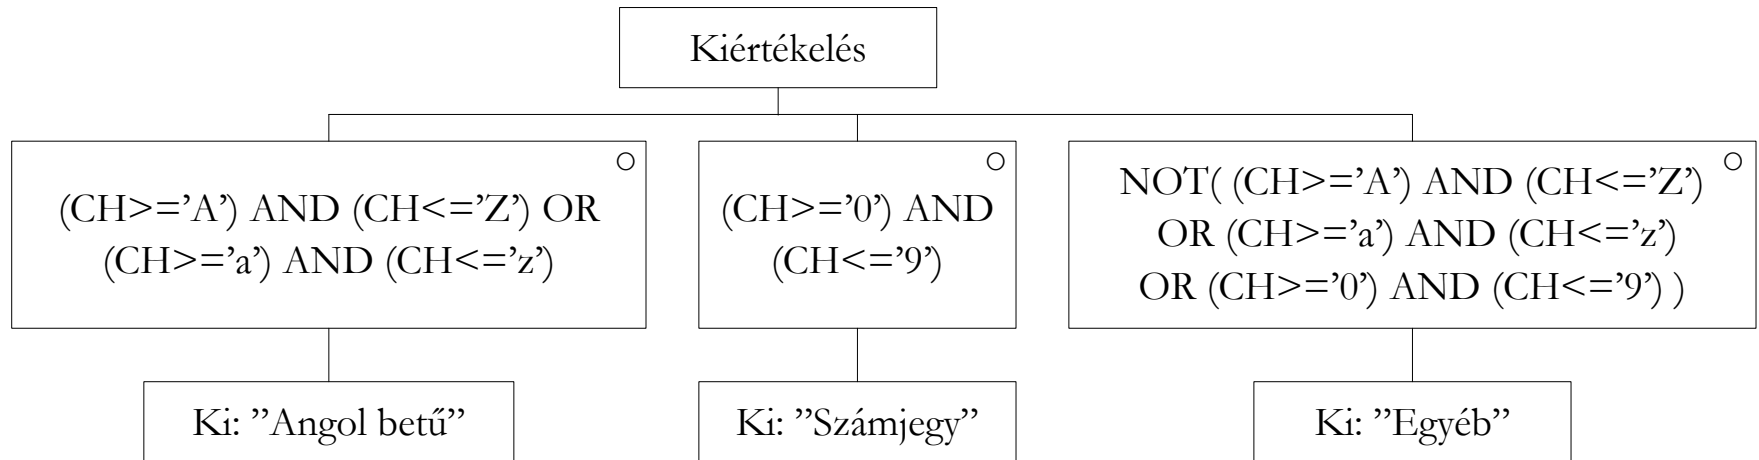 Kiértékelés
(CH>=’A’) AND (CH<=’Z’) OR
(CH>=’a’) AND (CH<=’z’)
Ki: ”Angol betű”
(CH>=’0’) AND
(CH<=’9’)
Ki: ”Számjegy”
NOT( (CH>=’A’) AND (CH<=’Z’)
OR (CH>=’a’) AND (CH<=’z’)
OR (CH>=’0’) AND (CH<=’9’) )
Ki: ”Egyéb”